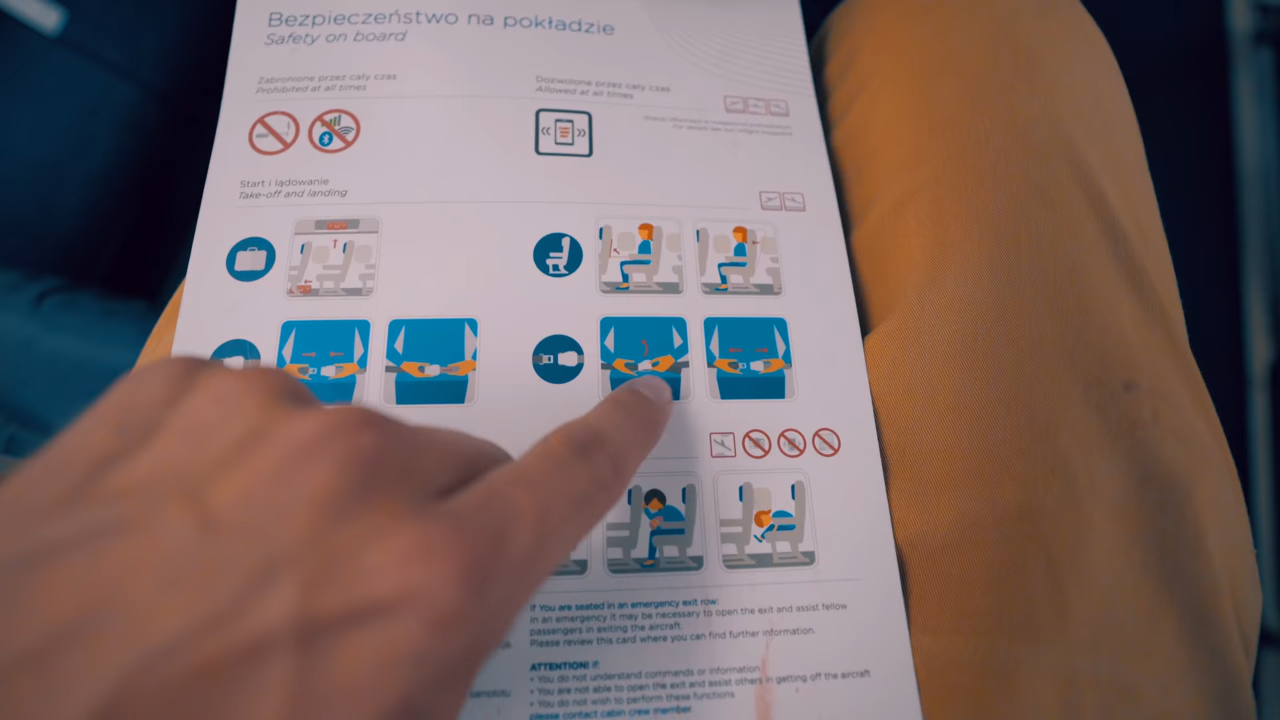 Bezpieczeństwo na pokładzie
Safety on board
Zabronione przez cały czas
Prohibited at all times
Dozwolone przez cały czas
Allowed at all times
Start i lądowanie
Take-off and landing
If You are seated in an emergency exit row:
In an emergency it may be necessary to open the exit and assist fellow
passengers in exiting the aircraft.
Please review this card where you can find further information.
ATTENTION! If:
• You do not understand commands or information
• You are not able to open the exit and assist others in getting off the aircraft
• You do not wish to perform these functions
please contact cabin crew member.
samolotu